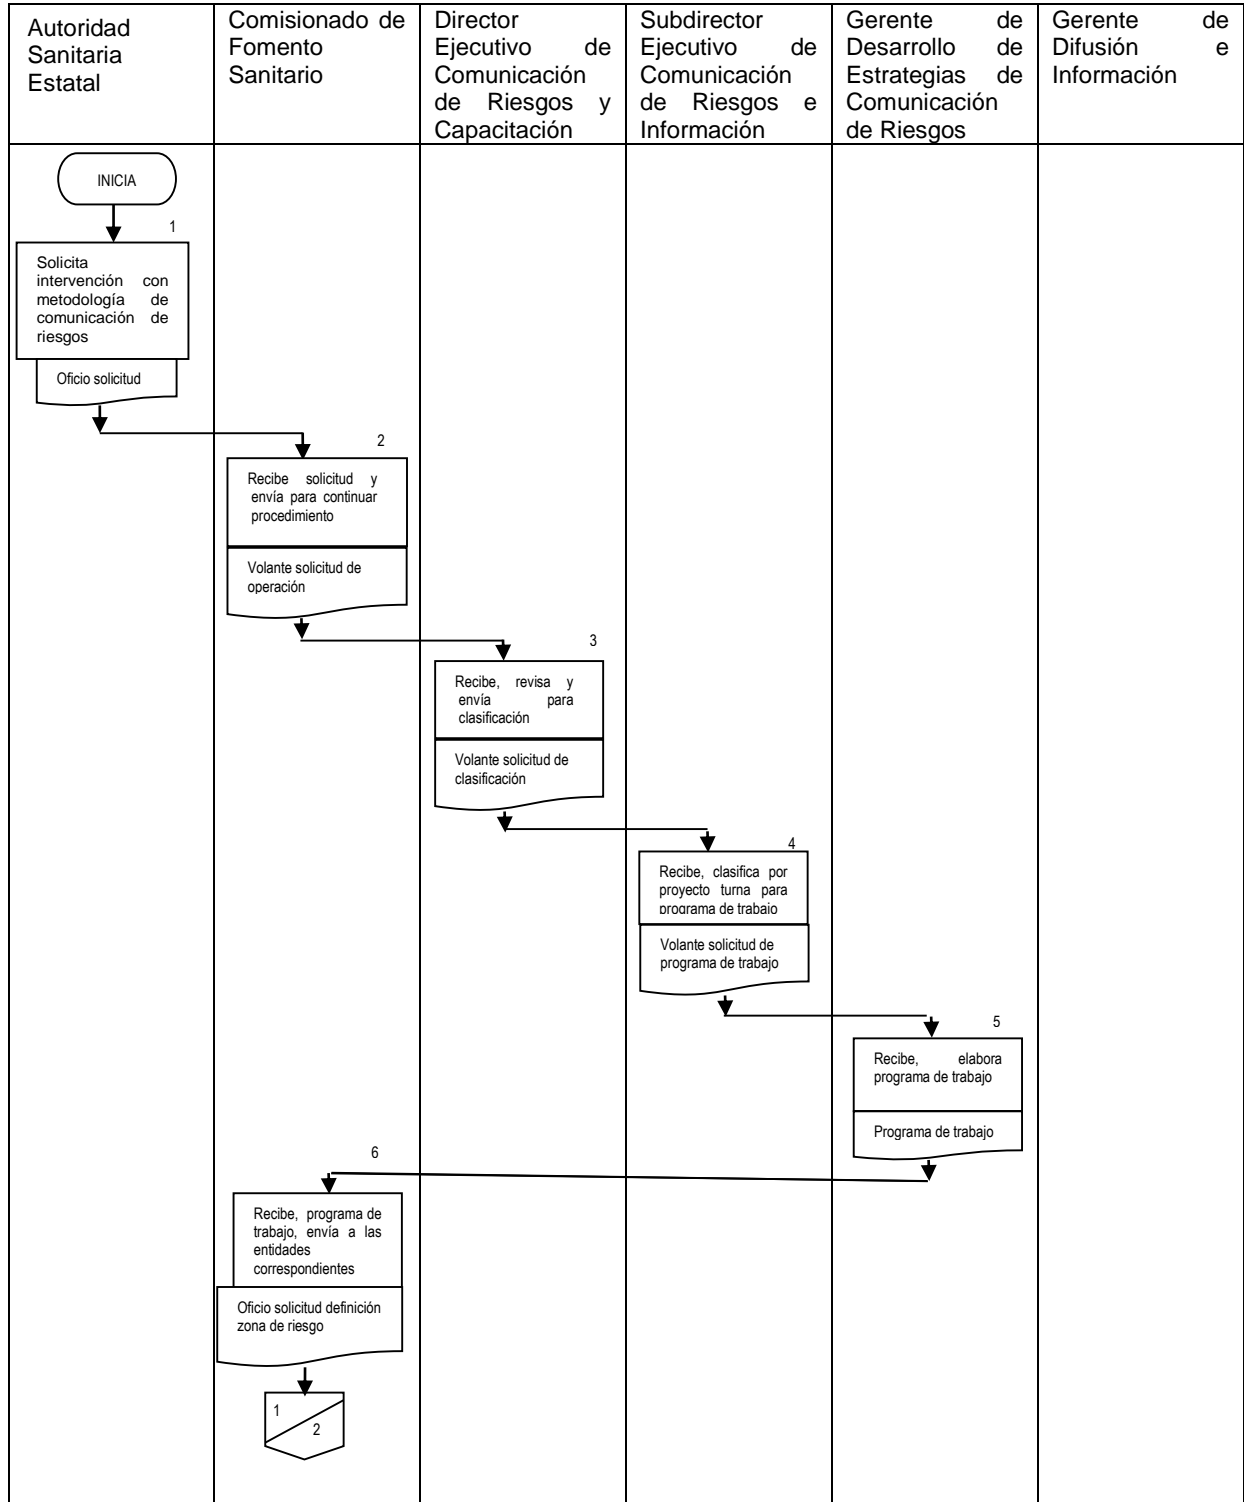 Autoridad
Sanitaria
Estatal
Comisionado de
Fomento
Sanitario
Director
Ejecutivo de
Comunicación
de Riesgos y
Capacitación
Subdirector
Ejecutivo de
Comunicación
de Riesgos e
Información
Gerente de
Desarrollo de
Estrategias de
Comunicación
de Riesgos
Gerente de
Difusión e
Información
INICIA
1
Solicita
intervención con
metodología de
comunicación de
riesgos
Oficio solicitud
2
Recibe solicitud y
envía para continuar
procedimiento
Volante solicitud de
operación
3
Recibe, revisa y
envía para
clasificación
Volante solicitud de
clasificación
4
Recibe, clasifica por
proyecto turna para
programa de trabajo
Volante solicitud de
programa de trabajo
5
Recibe, elabora
programa de trabajo
Programa de trabajo
6
Recibe, programa de
trabajo, envía a las
entidades
correspondientes
Oficio solicitud definición
zona de riesgo
1
2